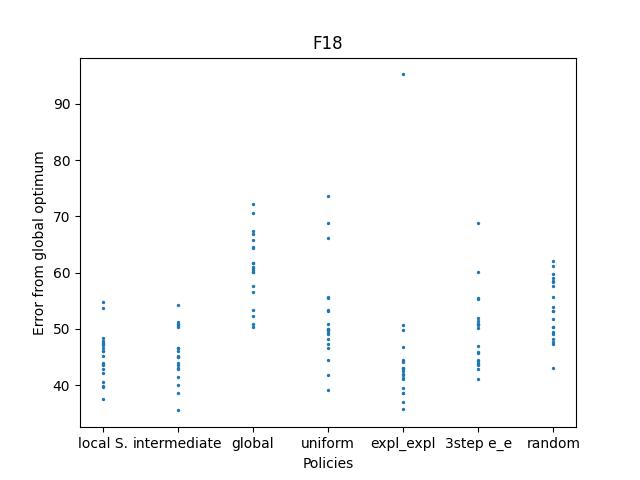 F18
Error from global optimum
90
80
70
60
50
40
local S. intermediate global uniform expl_expl 3step e_e random
Policies